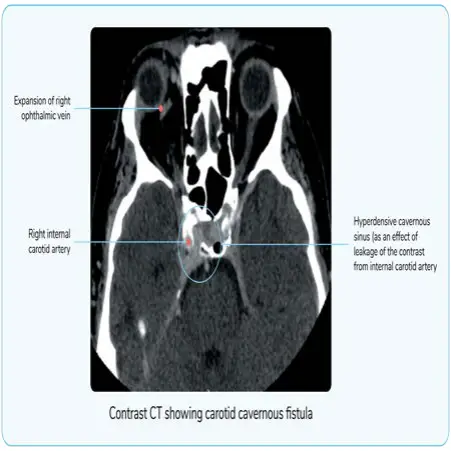 Expansion of right
ophthalmic vein
Right internal
carotid artery
Hyperdensive cavernous
sinus (as an effect of
leakage of the contrast
from internal carotid artery
Contrast CT showing carotid cavernous fistula